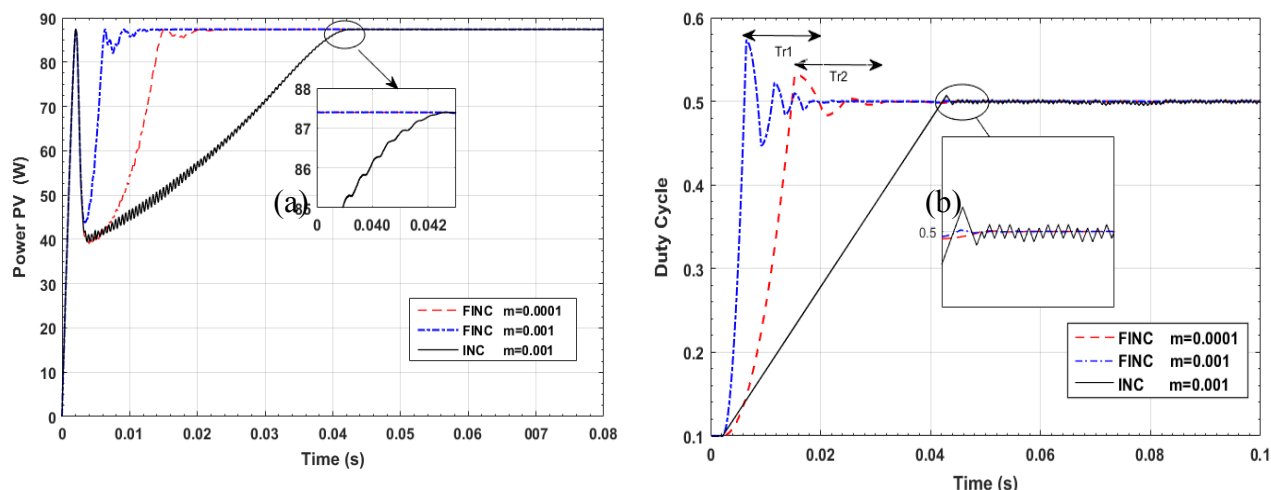 90
80
70
60
50
40
30
20
10
0
Power PV (W)
0
0.01
0.02
0.03
0.04
0.05
0.06
007
0.08
Time (s)
88
87
86
85
0
0.040
0.042
(a)
FINC m=0.0001
FINC m=0.001
INC m=0.001
0.6
0.5
0.4
0.3
0.2
0.1
Duty Cycle
0
0.02
0.04
0.06
0.08
0.1
Time (s)
Tr1
Tr2
(b)
0.5
FINC m=0.0001
FINC m=0.001
INC m=0.001